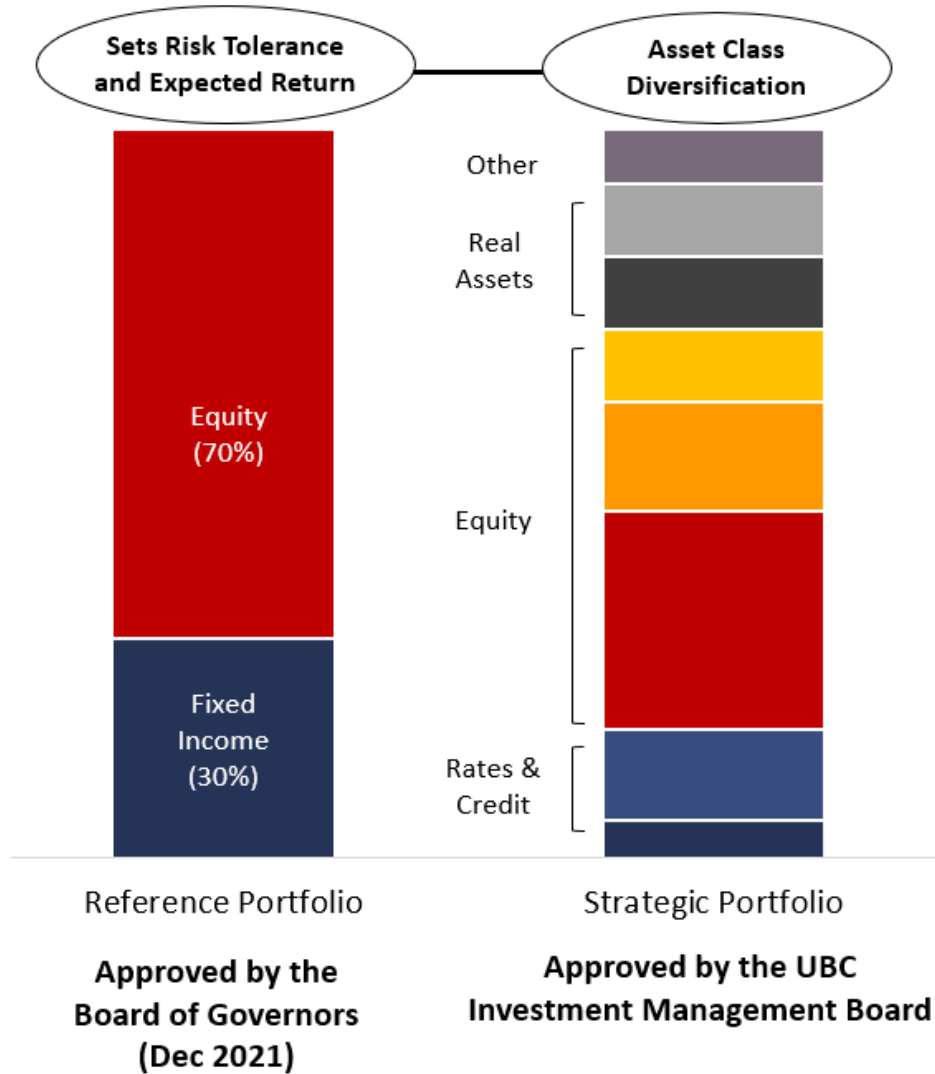 Sets Risk Tolerance
and Expected Return
Asset Class
Diversification
Equity
(70%)
Fixed
Income
(30%)
Other
Real
Assets
Equity
Rates &
Credit
Reference Portfolio
Approved by the
Board of Governors
(Dec 2021)
Strategic Portfolio
Approved by the UBC
Investment Management Board